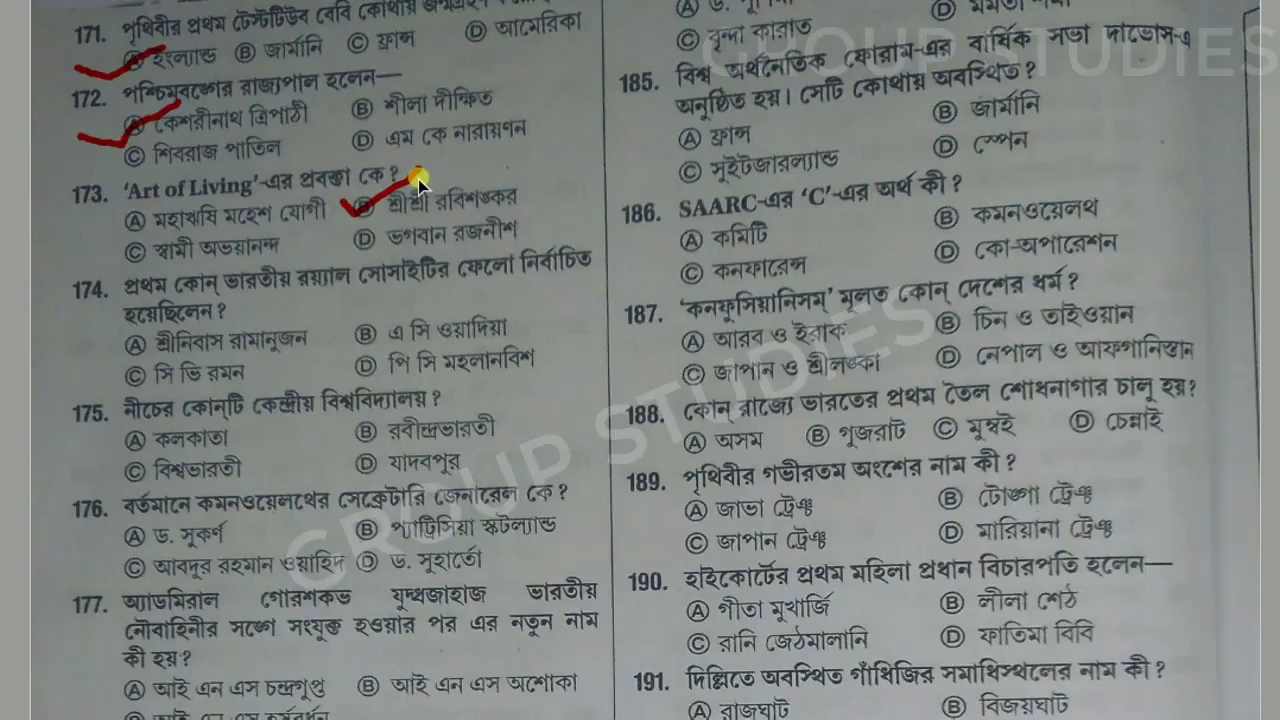 171. পৃথিবীর প্রথম টেস্টটিউব বেবি কোথায়
Ⓐ ইংল্যান্ড Ⓑ জার্মানি Ⓒ ফ্রান্স Ⓓ আমেরিকা
172. পশ্চিমবঙ্গের রাজ্যপাল হলেন—
Ⓐ কেশরীনাথ ত্রিপাঠী Ⓑ শীলা দীক্ষিত
Ⓒ শিবরাজ পাতিল Ⓓ এম কে নারায়ণন
173. ‘Art of Living’-এর প্রবক্তা কে?
Ⓐ মহাঋষি মহেশ যোগী Ⓑ শ্রীশ্রী রবিশঙ্কর
Ⓒ স্বামী অভয়ানন্দ Ⓓ ভগবান রজনীশ
174. প্রথম কোন্ ভারতীয় রয়্যাল সোসাইটির ফেলো নির্বাচিত
হয়েছিলেন?
Ⓐ শ্রীনিবাস রামানুজন Ⓑ এ সি ওয়াদিয়া
Ⓒ সি ভি রমন Ⓓ পি সি মহলানবিশ
175. নীচের কোন্‌টি কেন্দ্রীয় বিশ্ববিদ্যালয়?
Ⓐ কলকাতা Ⓑ রবীন্দ্রভারতী
Ⓒ বিশ্বভারতী Ⓓ যাদবপুর
176. বর্তমানে কমনওয়েলথের সেক্রেটারি জেনারেল কে?
Ⓐ ড. সুকর্ণ Ⓑ প্যাট্রিসিয়া স্কটল্যান্ড
Ⓒ আবদুর রহমান ওয়াহিদ Ⓓ ড. সুহার্তো
177. অ্যাডমিরাল গোরশকভ যুদ্ধজাহাজ ভারতীয়
নৌবাহিনীর সঙ্গে সংযুক্ত হওয়ার পর এর নতুন নাম
কী হয়?
Ⓐ আই এন এস চন্দ্রগুপ্ত Ⓑ আই এন এস অশোকা
Ⓒ বৃন্দা কারাত
185. বিশ্ব অর্থনৈতিক ফোরাম-এর বার্ষিক সভা দাভোস-এ
অনুষ্ঠিত হয়। সেটি কোথায় অবস্থিত?
Ⓐ ফ্রান্স Ⓑ জার্মানি
Ⓒ সুইটজারল্যান্ড Ⓓ স্পেন
186. SAARC-এর ‘C’-এর অর্থ কী?
Ⓐ কমিটি Ⓑ কমনওয়েলথ
Ⓒ কনফারেন্স Ⓓ কো-অপারেশন
187. ‘কনফুসিয়ানিসম্’ মূলত কোন্ দেশের ধর্ম?
Ⓐ আরব ও ইরাক Ⓑ চিন ও তাইওয়ান
Ⓒ জাপান ও শ্রীলঙ্কা Ⓓ নেপাল ও আফগানিস্তান
188. কোন্ রাজ্যে ভারতের প্রথম তৈল শোধনাগার চালু হয়?
Ⓐ অসম Ⓑ গুজরাট Ⓒ মুম্বই Ⓓ চেন্নাই
189. পৃথিবীর গভীরতম অংশের নাম কী?
Ⓐ জাভা ট্রেঞ্চ Ⓑ টোঙ্গা ট্রেঞ্চ
Ⓒ জাপান ট্রেঞ্চ Ⓓ মারিয়ানা ট্রেঞ্চ
190. হাইকোর্টের প্রথম মহিলা প্রধান বিচারপতি হলেন—
Ⓐ গীতা মুখার্জি Ⓑ লীলা শেঠ
Ⓒ রানি জেঠমালানি Ⓓ ফাতিমা বিবি
191. দিল্লিতে অবস্থিত গাঁধিজির সমাধিস্থলের নাম কী?
Ⓐ রাজঘাট Ⓑ বিজয়ঘাট
GROUP STUDIES
GROUP STUDIES